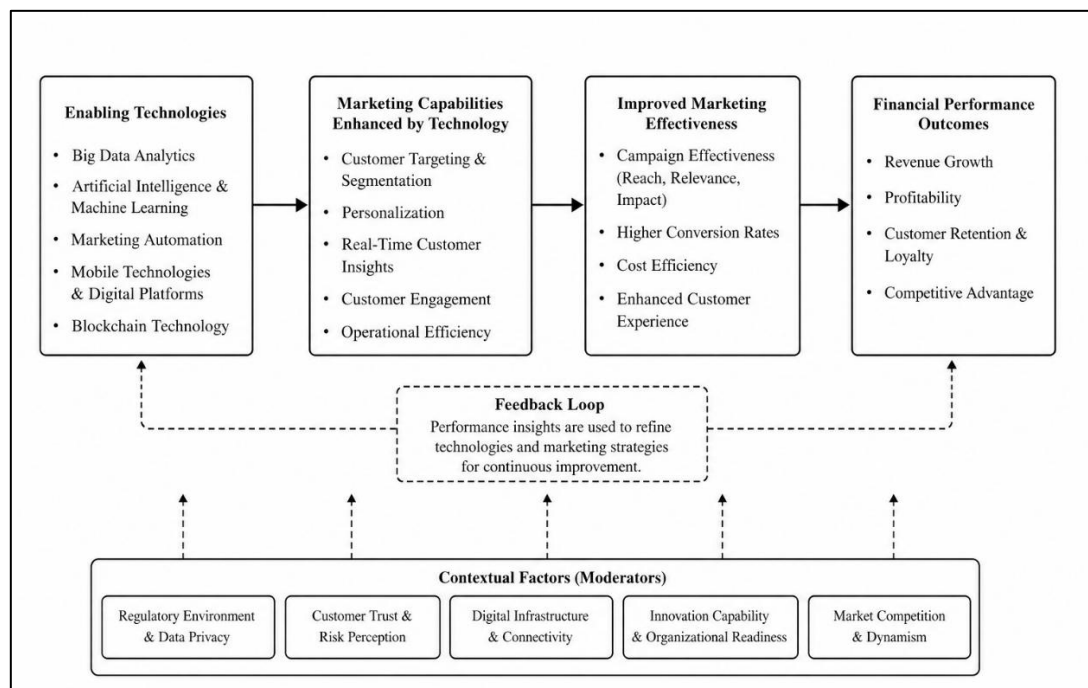 Enabling Technologies
• Big Data Analytics
• Artificial Intelligence &
Machine Learning
• Marketing Automation
• Mobile Technologies
& Digital Platforms
• Blockchain Technology
Marketing Capabilities
Enhanced by Technology
• Customer Targeting &
Segmentation
• Personalization
• Real-Time Customer
Insights
• Customer Engagement
• Operational Efficiency
Improved Marketing
Effectiveness
• Campaign Effectiveness
(Reach, Relevance,
Impact)
• Higher Conversion Rates
• Cost Efficiency
• Enhanced Customer
Experience
Financial Performance
Outcomes
• Revenue Growth
• Profitability
• Customer Retention &
Loyalty
• Competitive Advantage
Feedback Loop
Performance insights are used to refine
technologies and marketing strategies
for continuous improvement.
Contextual Factors (Moderators)
Regulatory Environment
& Data Privacy
Customer Trust &
Risk Perception
Digital Infrastructure
& Connectivity
Innovation Capability
& Organizational Readiness
Market Competition
& Dynamism